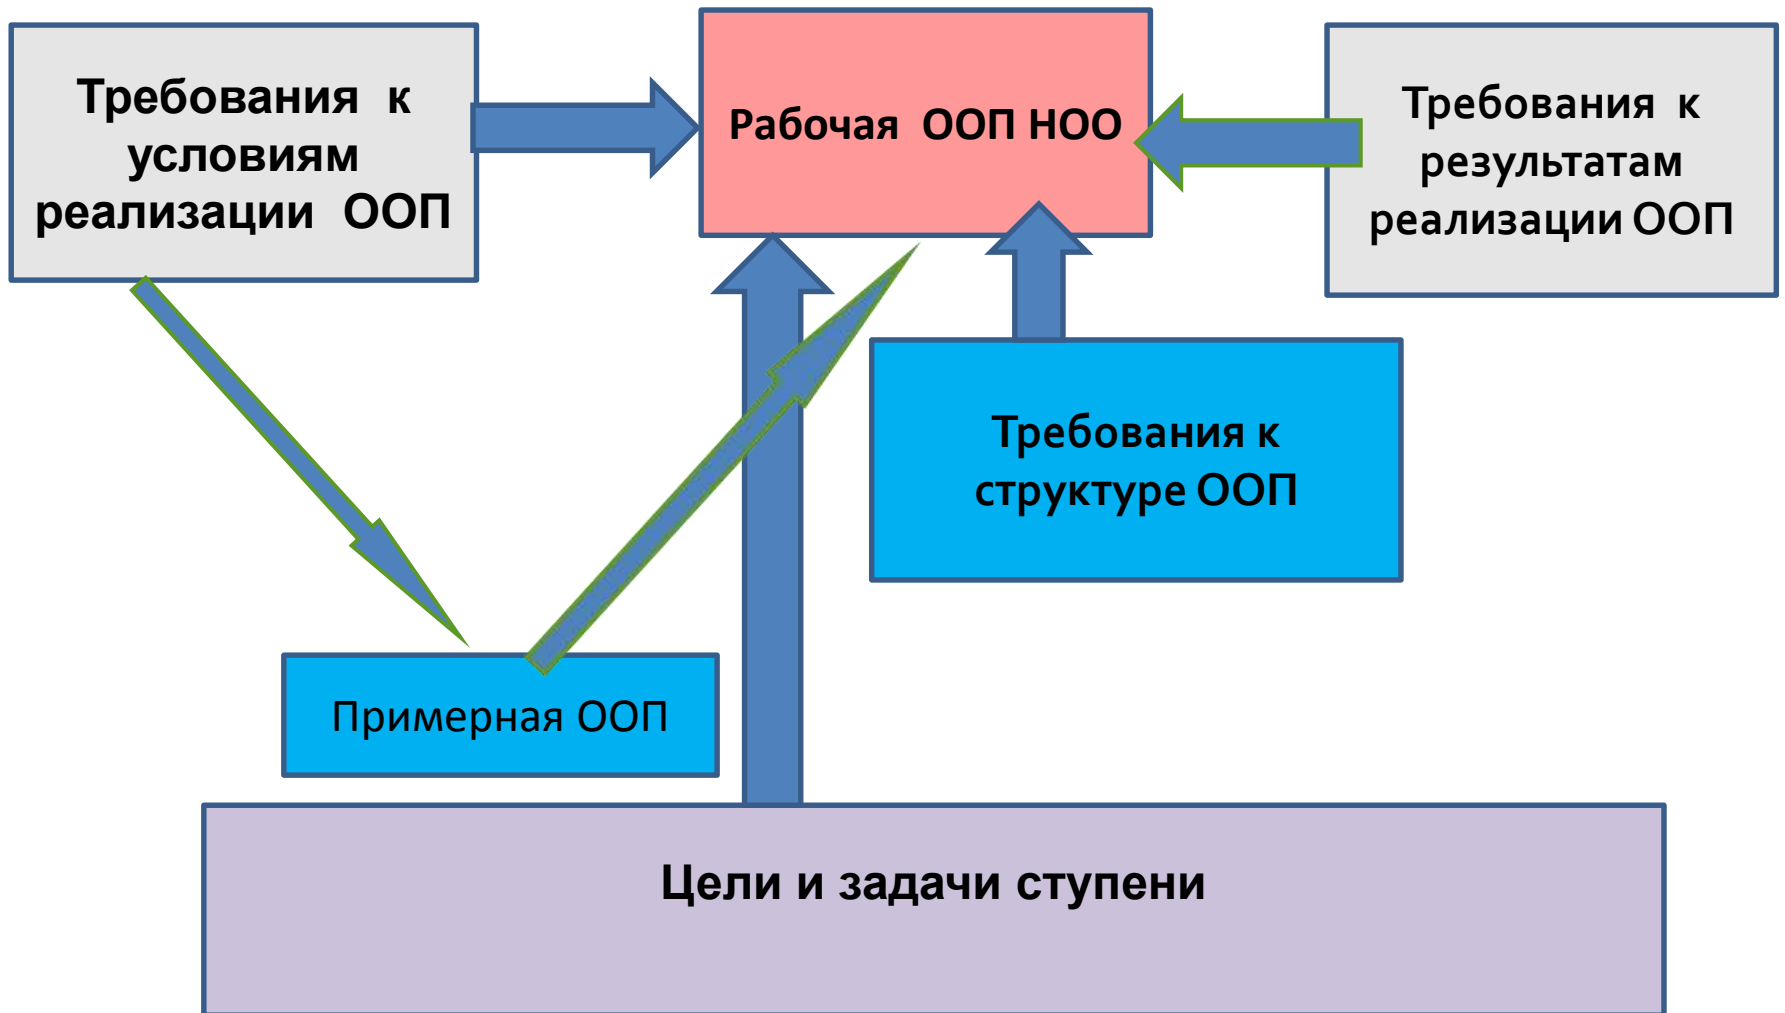 Требования к
условиям
реализации ООП
Рабочая ООП НОО
Требования к
результатам
реализации ООП
Требования к
структуре ООП
Примерная ООП
Цели и задачи ступени